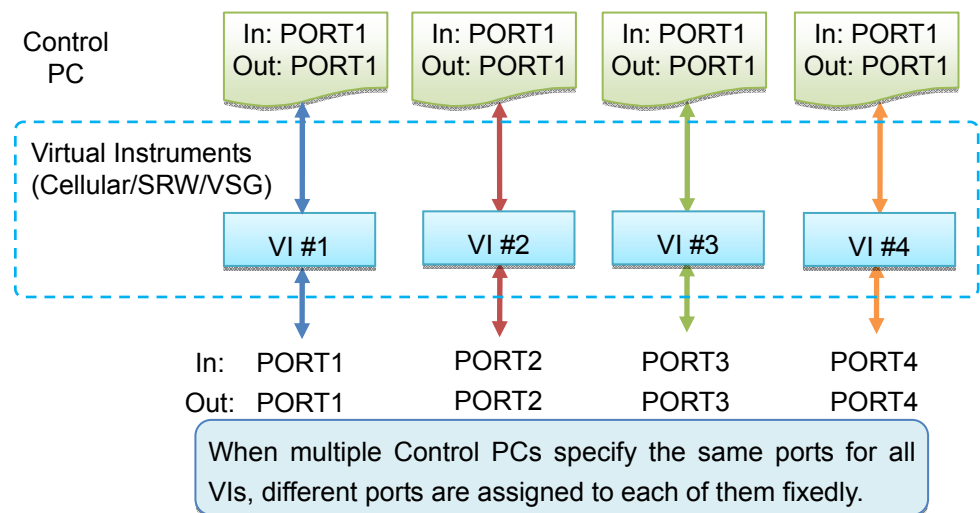 Control
PC
In: PORT1
Out: PORT1
In: PORT1
Out: PORT1
In: PORT1
Out: PORT1
In: PORT1
Out: PORT1
Virtual Instruments
(Cellular/SRW/VSG)
VI #1
VI #2
VI #3
VI #4
In: PORT1 PORT2 PORT3 PORT4
Out: PORT1 PORT2 PORT3 PORT4
When multiple Control PCs specify the same ports for all
VIs, different ports are assigned to each of them fixedly.